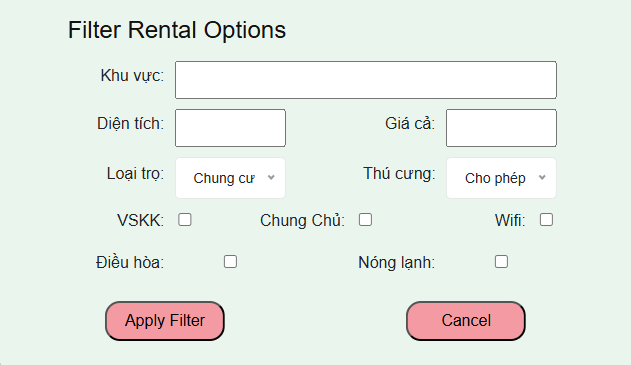 Filter Rental Options
Khu vực:
Diện tích: Giá cả:
Loại trọ: Chung cư Thú cưng: Cho phép
VSKK: Chung Chủ: Wifi:
Điều hòa: Nóng lạnh:
Apply Filter Cancel